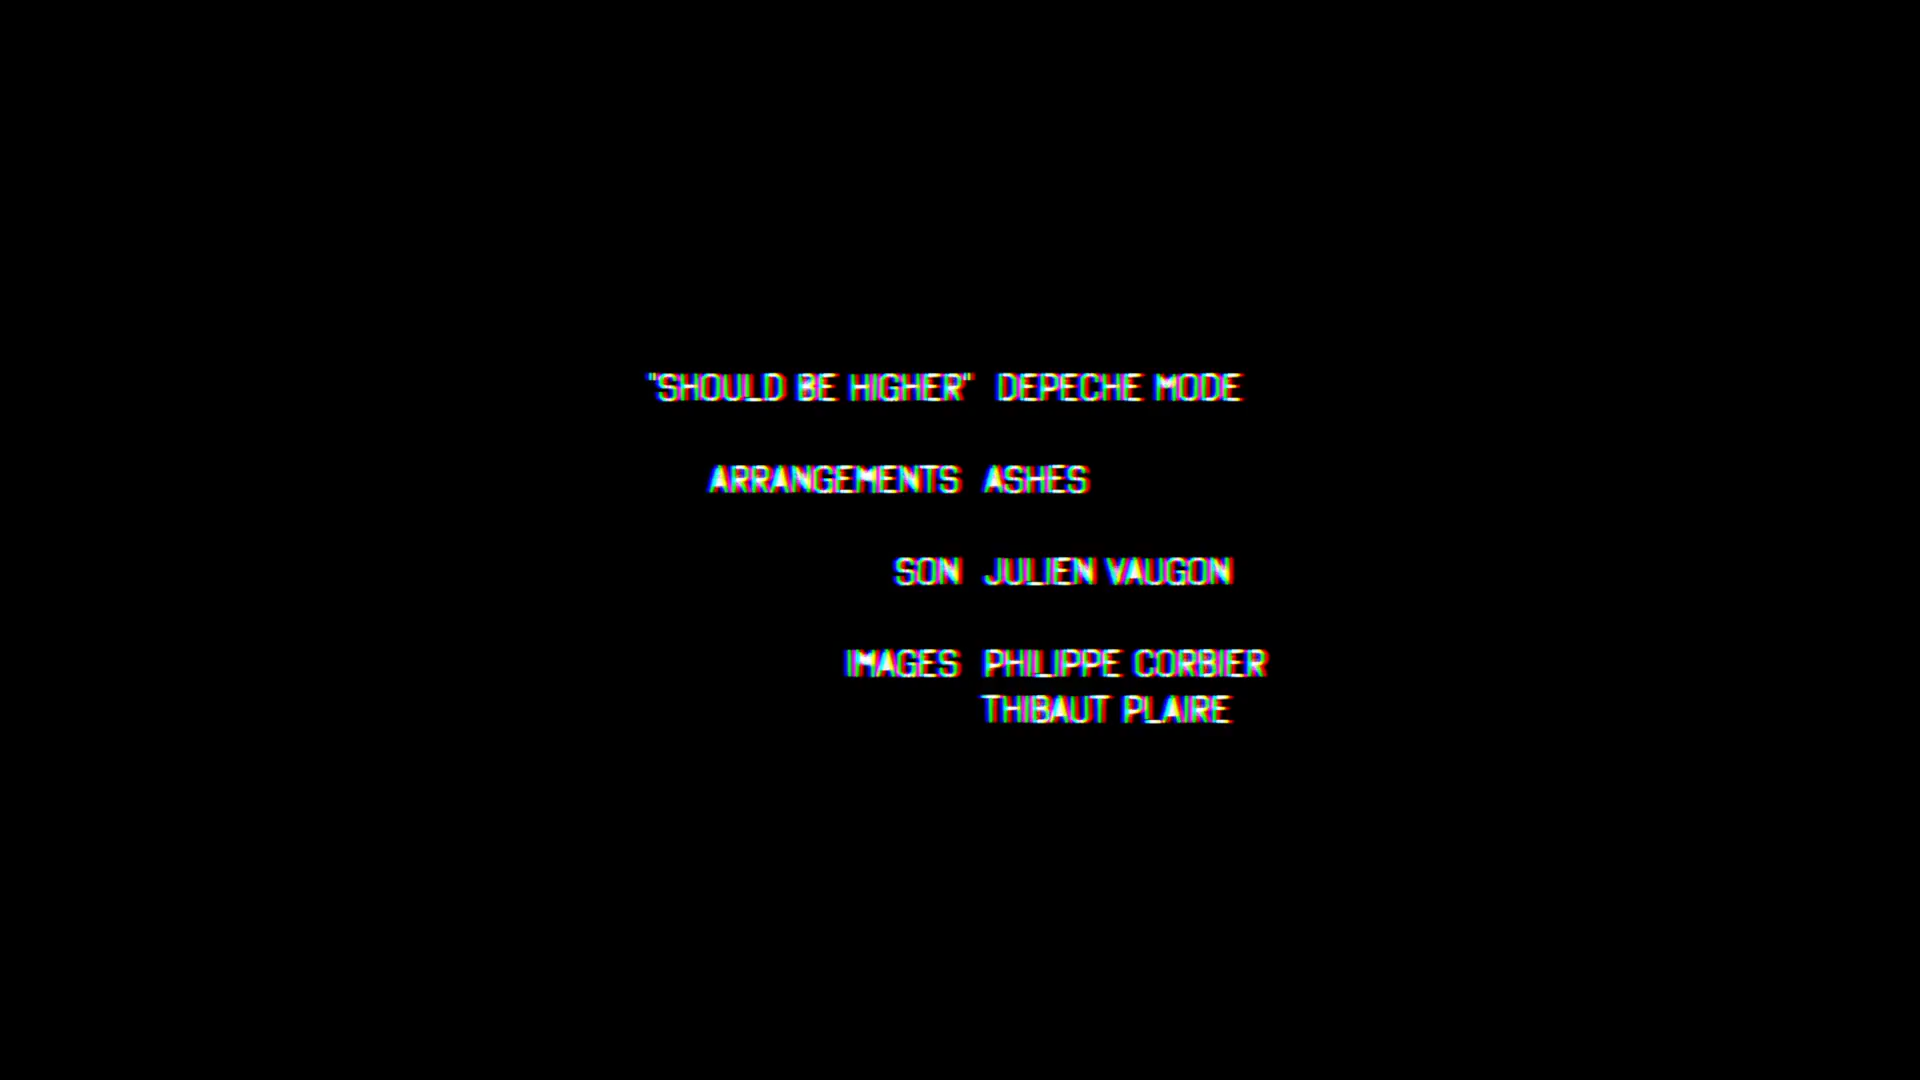 "SHOULD BE HIGHER" DEPECHE MODE
ARRANGEMENTS ASHES
SON JULIEN VAUGON
IMAGES PHILIPPE CORBIER
THIBAUT PLAIRE